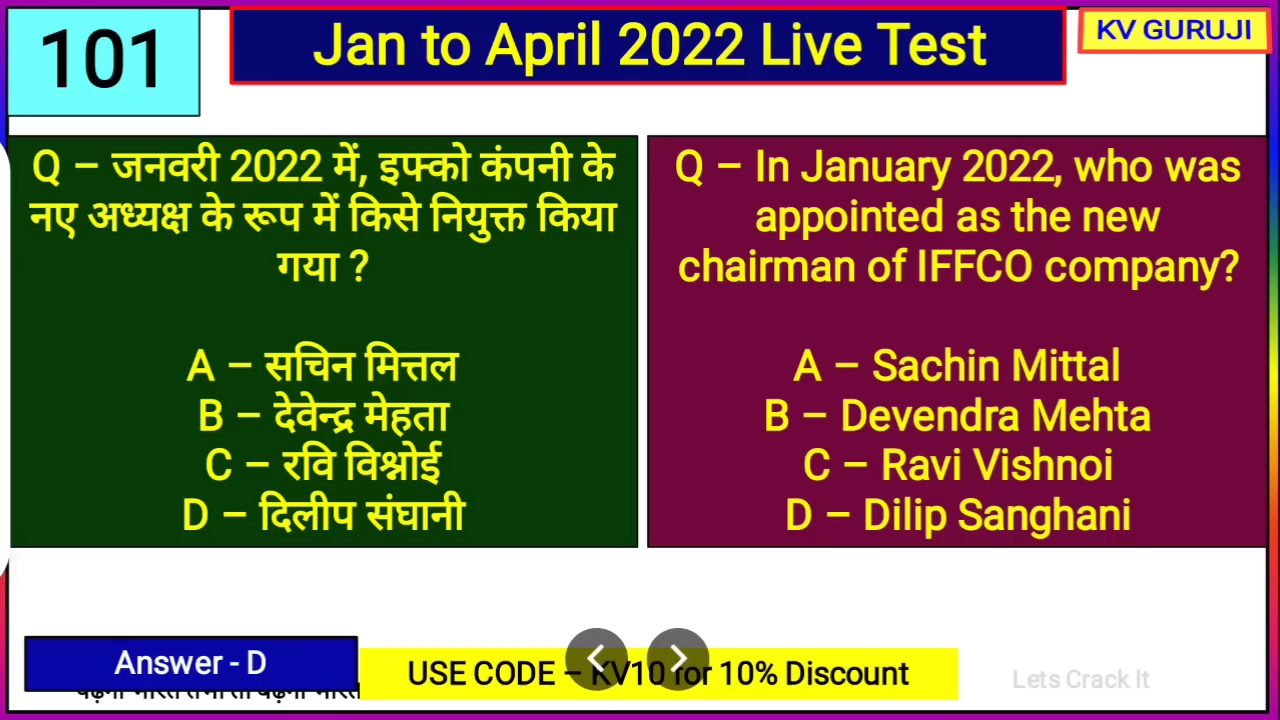 101
Jan to April 2022 Live Test
KV GURUJI
Q – जनवरी 2022 में, इफ्को कंपनी के
नए अध्यक्ष के रूप में किसे नियुक्त किया
गया ?
A – सचिन मित्तल
B – देवेन्द्र मेहता
C – रवि विश्नोई
D – दिलीप संघानी
Q – In January 2022, who was
appointed as the new
chairman of IFFCO company?
A – Sachin Mittal
B – Devendra Mehta
C – Ravi Vishnoi
D – Dilip Sanghani
Answer - D
USE CODE – KV10 for 10% Discount
Lets Crack It